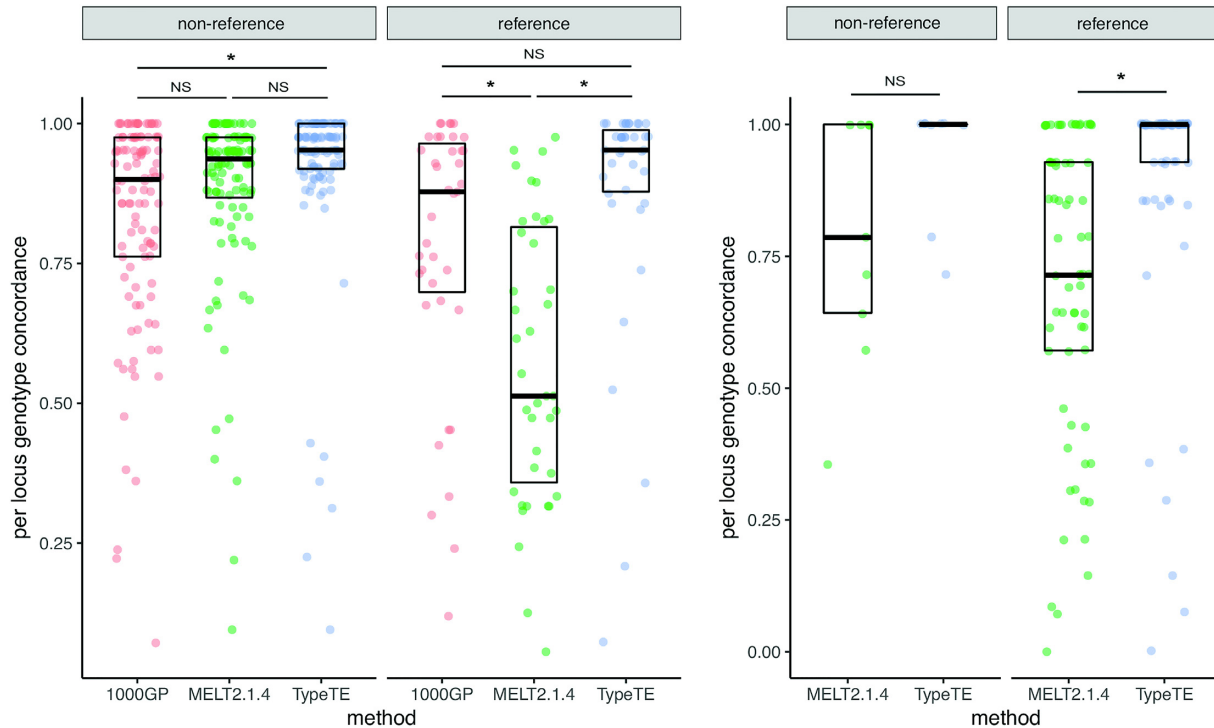 non-reference
reference
non-reference
reference
*
NS
NS
NS
*
*
NS
*
per locus genotype concordance
1.00
0.75
0.50
0.25
1000GP
MELT2.1.4
TypeTE
1000GP
MELT2.1.4
TypeTE
method
per locus genotype concordance
1.00
0.75
0.50
0.25
0.00
MELT2.1.4
TypeTE
MELT2.1.4
TypeTE
method